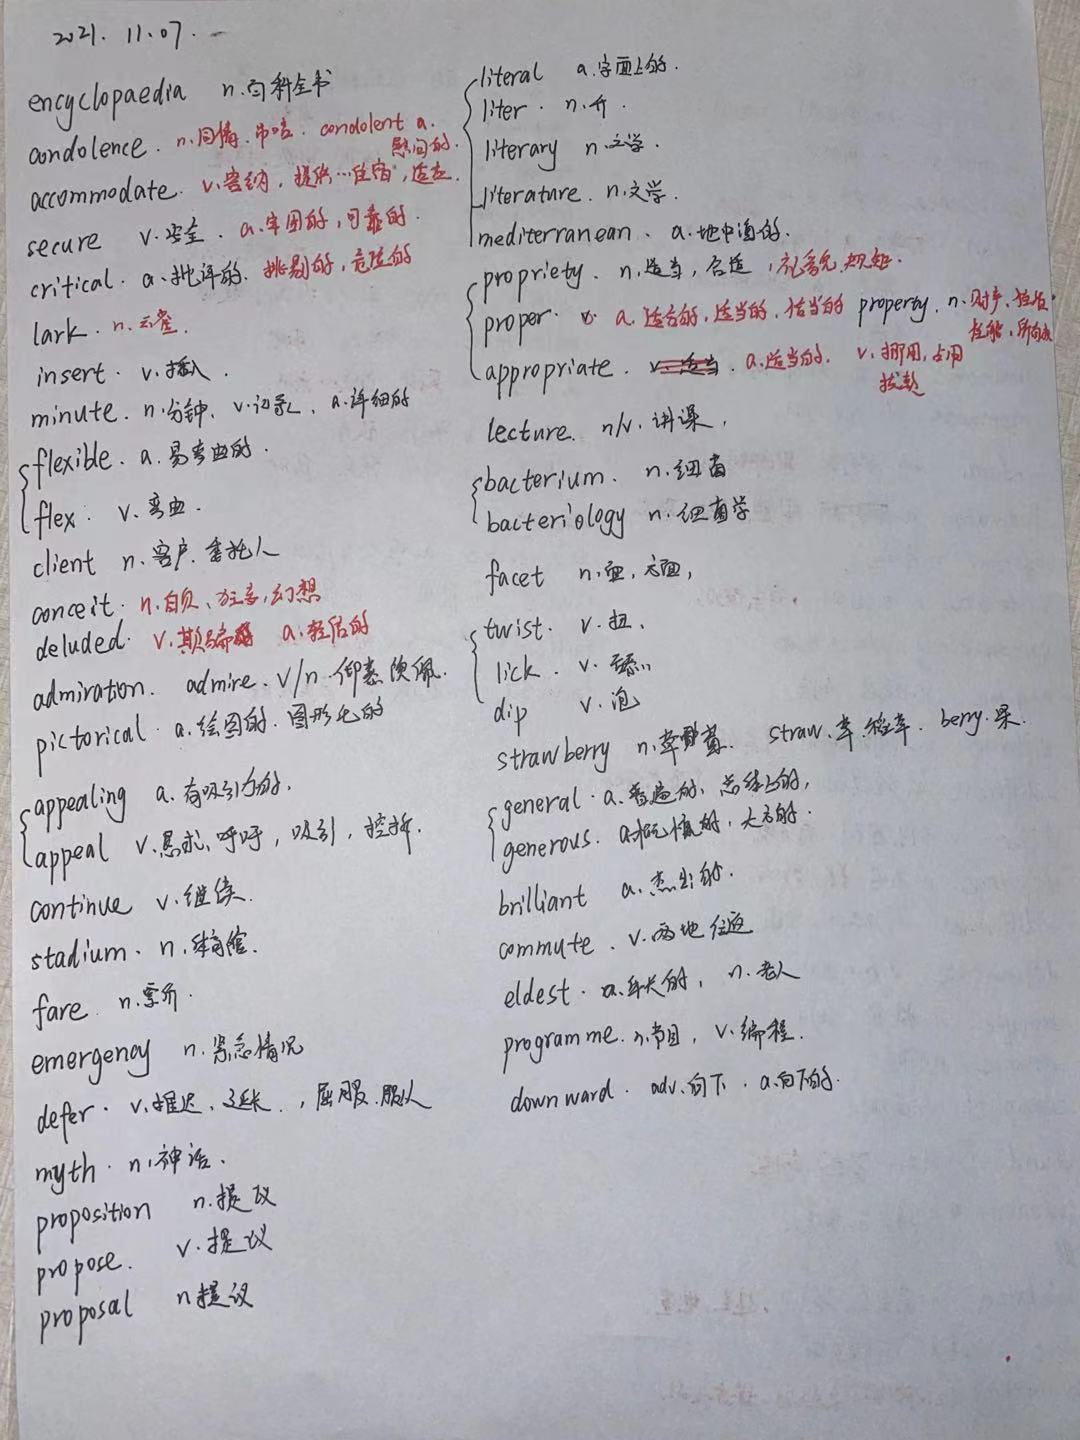 2021. 11.07.
encyclopaedia n.百科全书
condolence. n.同情.吊唁. condolent a.
慰问的.
accommodate. v.容纳, 提供…住宿,适应.
secure v.安全. a.牢固的,可靠的.
critical. a.批评的. 挑剔的,危险的
lark. n.云雀.
insert. v.插入.
minute. n.分钟、v.记录、a.详细的
flexible. a.易弯曲的.
flex. v.弯曲.
client n.客户.委托人
conceit. n.自负、狂妄,幻想
deluded. v.欺骗 a.轻信的
admiration. admire. v/n.仰慕钦佩.
pictorical. a.绘图的.图形化的
appealing a.有吸引力的.
appeal v.恳求、呼吁,吸引,控拆.
continue v.继续.
stadium. n.体育馆.
fare. n.票价.
emergency n.紧急情况
defer. v.推迟、延长.,屈服.服从
myth. n.神话.
proposition n.提议
propose. v.提议
proposal n提议
literal a.字面上的.
liter. n.升.
literary n.文学.
literature. n.文学.
mediterranean. a.地中海的.
propriety. n.适当,合适,礼貌规矩.
proper. a.适合的,适当的,恰当的 property. n.财产、性质
性能、所有权
appropriate. a.适当的. v.挪用,占用
拨款
lecture. n/v.讲课.
bacterium. n.细菌
bacteriology n.细菌学
facet n.面,方面,
twist. v.扭.
lick. v.舔.
dip v.泡
strawberry n.草莓. straw.草.稻草. berry.果.
general. a.普遍的、总体上的,
generous. a.慷慨的,大方的.
brilliant a.杰出的.
commute. v.两地往返
eldest. a.年长的, n.老人
programme. n.节目, v.编程.
downward. adv.向下. a.向下的.